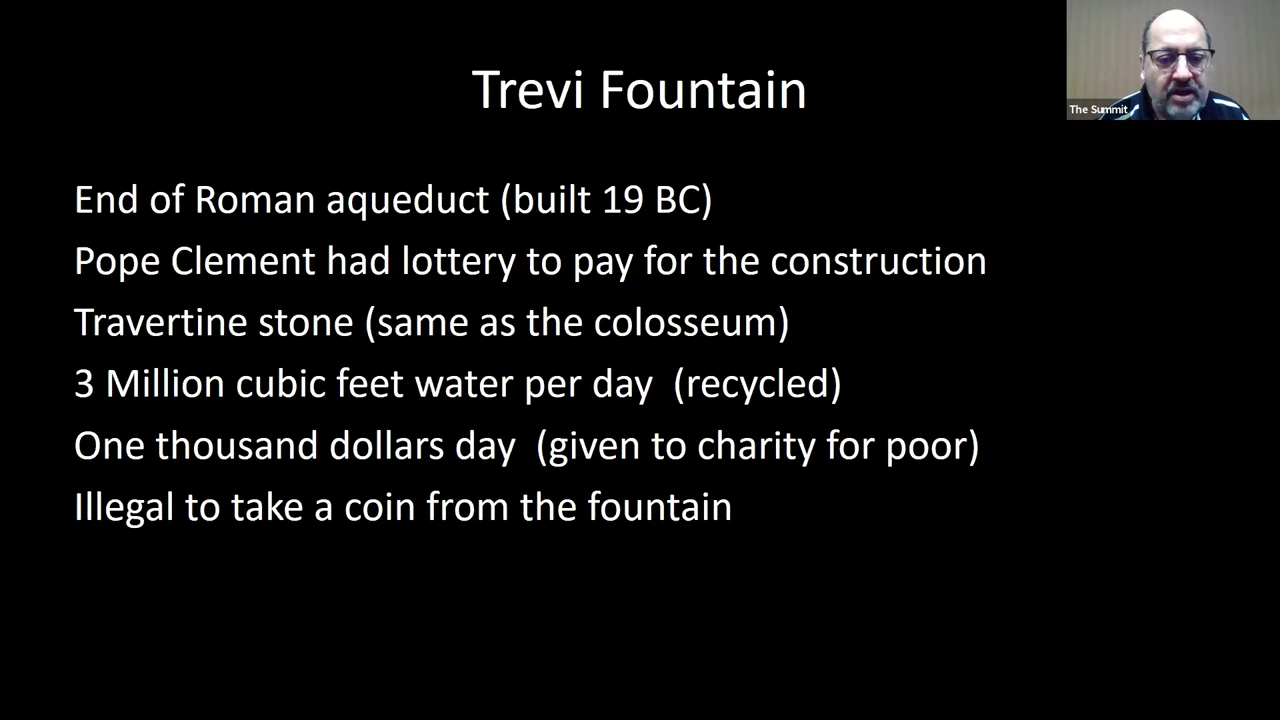 Trevi Fountain
The Summit
End of Roman aqueduct (built 19 BC)
Pope Clement had lottery to pay for the construction
Travertine stone (same as the colosseum)
3 Million cubic feet water per day  (recycled)
One thousand dollars day  (given to charity for poor)
Illegal to take a coin from the fountain